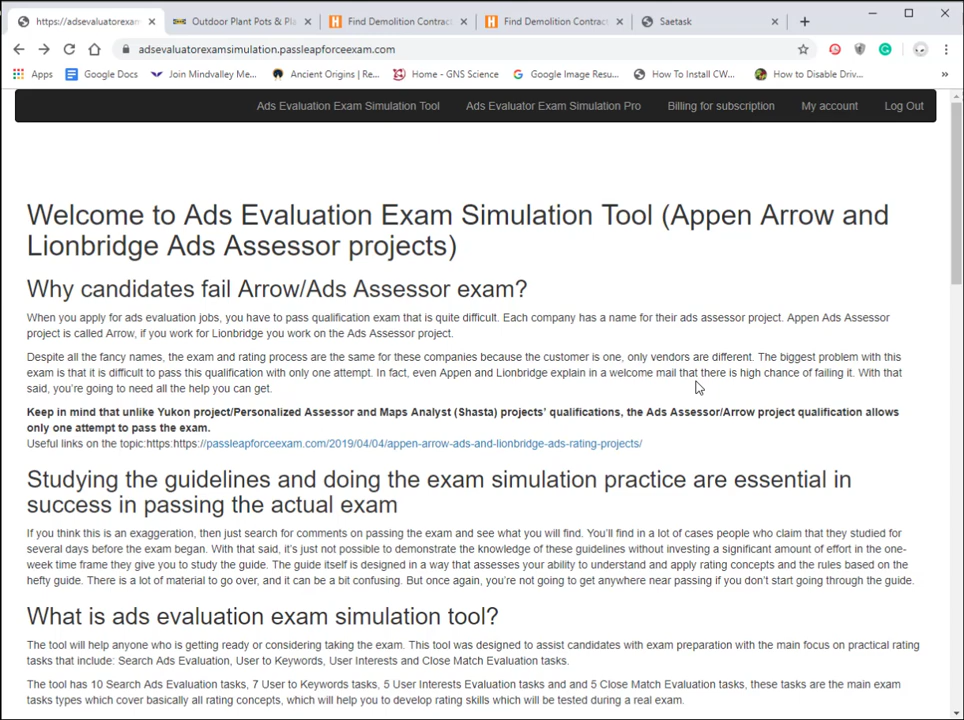 https://adsevaluatorexam
Outdoor Plant Pots & Pla
Find Demolition Contract
Find Demolition Contract
Saetask
adsevaluatorexamsimulation.passleapforceexam.com
Apps
Google Docs
Join Mindvalley Me...
Ancient Origins | Re...
Home - GNS Science
Google Image Resu...
How To Install CW...
How to Disable Driv...
»
Ads Evaluation Exam Simulation Tool
Ads Evaluator Exam Simulation Pro
Billing for subscription
My account
Log Out
Welcome to Ads Evaluation Exam Simulation Tool (Appen Arrow and
Lionbridge Ads Assessor projects)
Why candidates fail Arrow/Ads Assessor exam?
When you apply for ads evaluation jobs, you have to pass qualification exam that is quite difficult. Each company has a name for their ads assessor project. Appen Ads Assessor
project is called Arrow, if you work for Lionbridge you work on the Ads Assessor project.
Despite all the fancy names, the exam and rating process are the same for these companies because the customer is one, only vendors are different. The biggest problem with this
exam is that it is difficult to pass this qualification with only one attempt. In fact, even Appen and Lionbridge explain in a welcome mail that there is high chance of failing it. With that
said, you're going to need all the help you can get.
Keep in mind that unlike Yukon project/Personalized Assessor and Maps Analyst (Shasta) projects' qualifications, the Ads Assessor/Arrow project qualification allows
only one attempt to pass the exam.
Useful links on the topic:https:https://passleapforceexam.com/2019/04/04/appen-arrow-ads-and-lionbridge-ads-rating-projects/
Studying the guidelines and doing the exam simulation practice are essential in
success in passing the actual exam
If you think this is an exaggeration, then just search for comments on passing the exam and see what you will find. You'll find in a lot of cases people who claim that they studied for
several days before the exam began. With that said, it's just not possible to demonstrate the knowledge of these guidelines without investing a significant amount of effort in the one-
week time frame they give you to study the guide. The guide itself is designed in a way that assesses your ability to understand and apply rating concepts and the rules based on the
hefty guide. There is a lot of material to go over, and it can be a bit confusing. But once again, you're not going to get anywhere near passing if you don't start going through the guide.
What is ads evaluation exam simulation tool?
The tool will help anyone who is getting ready or considering taking the exam. This tool was designed to assist candidates with exam preparation with the main focus on practical rating
tasks that include: Search Ads Evaluation, User to Keywords, User Interests and Close Match Evaluation tasks.
The tool has 10 Search Ads Evaluation tasks, 7 User to Keywords tasks, 5 User Interests Evaluation tasks and and 5 Close Match Evaluation tasks, these tasks are the main exam
tasks types which cover basically all rating concepts, which will help you to develop rating skills which will be tested during a real exam.